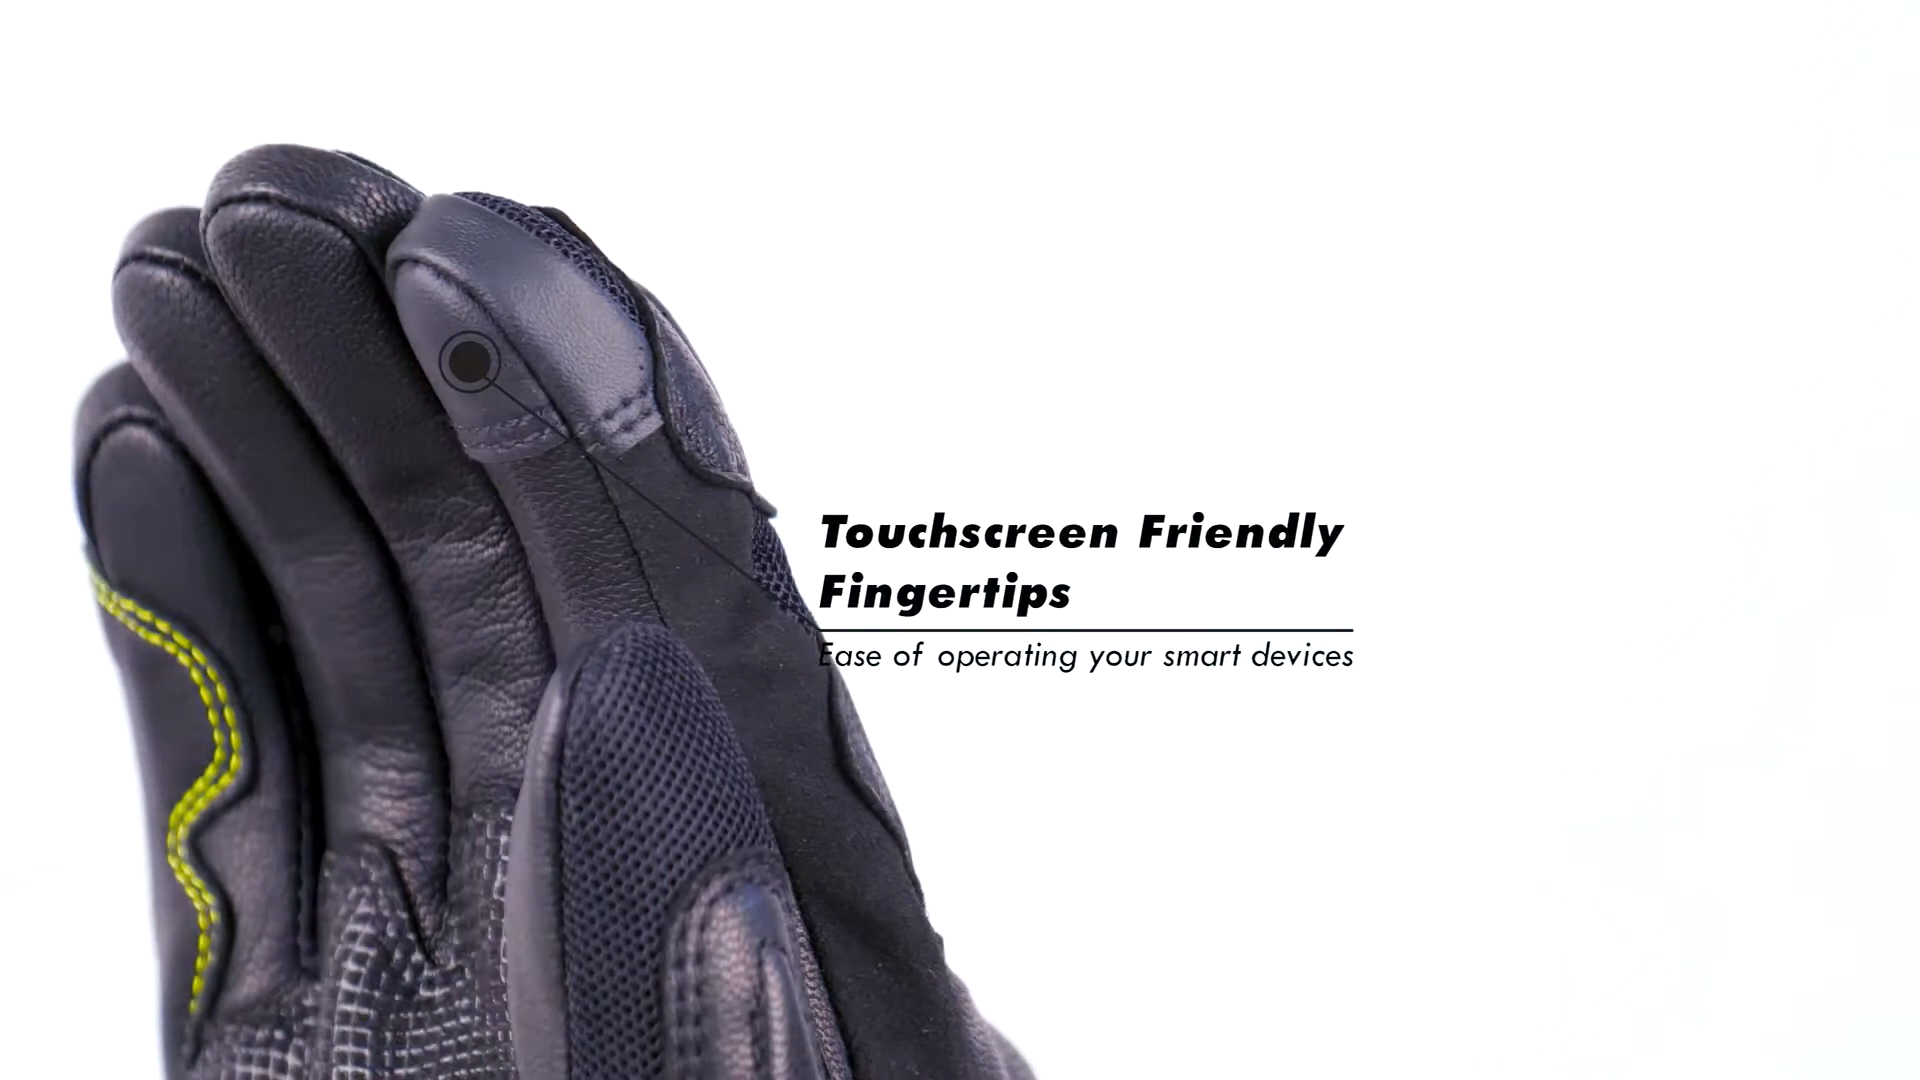 Touchscreen Friendly
Fingertips
Ease of operating your smart devices